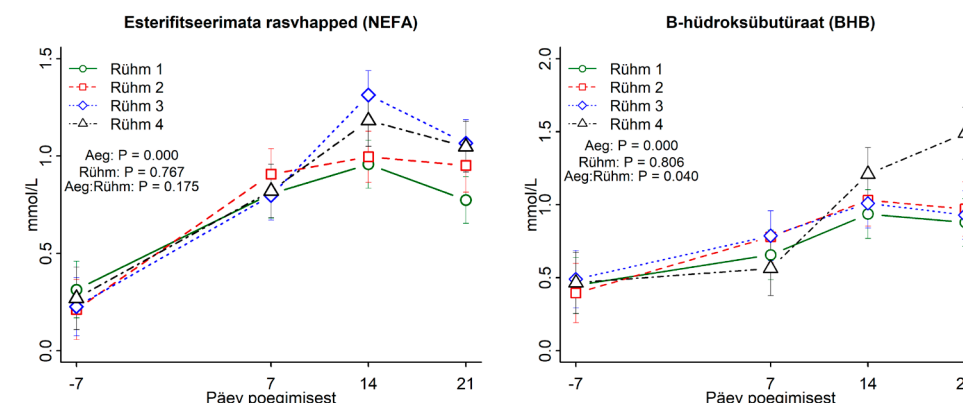 Esterifitseerimata rasvhapped (NEFA)
1.5
1.0
0.5
0.0
mmol/L
Rühm 1
Rühm 2
Rühm 3
Rühm 4
Aeg: P = 0.000
Rühm: P = 0.767
Aeg:Rühm: P = 0.175
-7
7
14
21
Päev poegimisest
B-hüdroksübutüraat (BHB)
2.0
1.5
1.0
0.5
0.0
mmol/L
Rühm 1
Rühm 2
Rühm 3
Rühm 4
Aeg: P = 0.000
Rühm: P = 0.806
Aeg:Rühm: P = 0.040
-7
7
14
Päev poegimisest